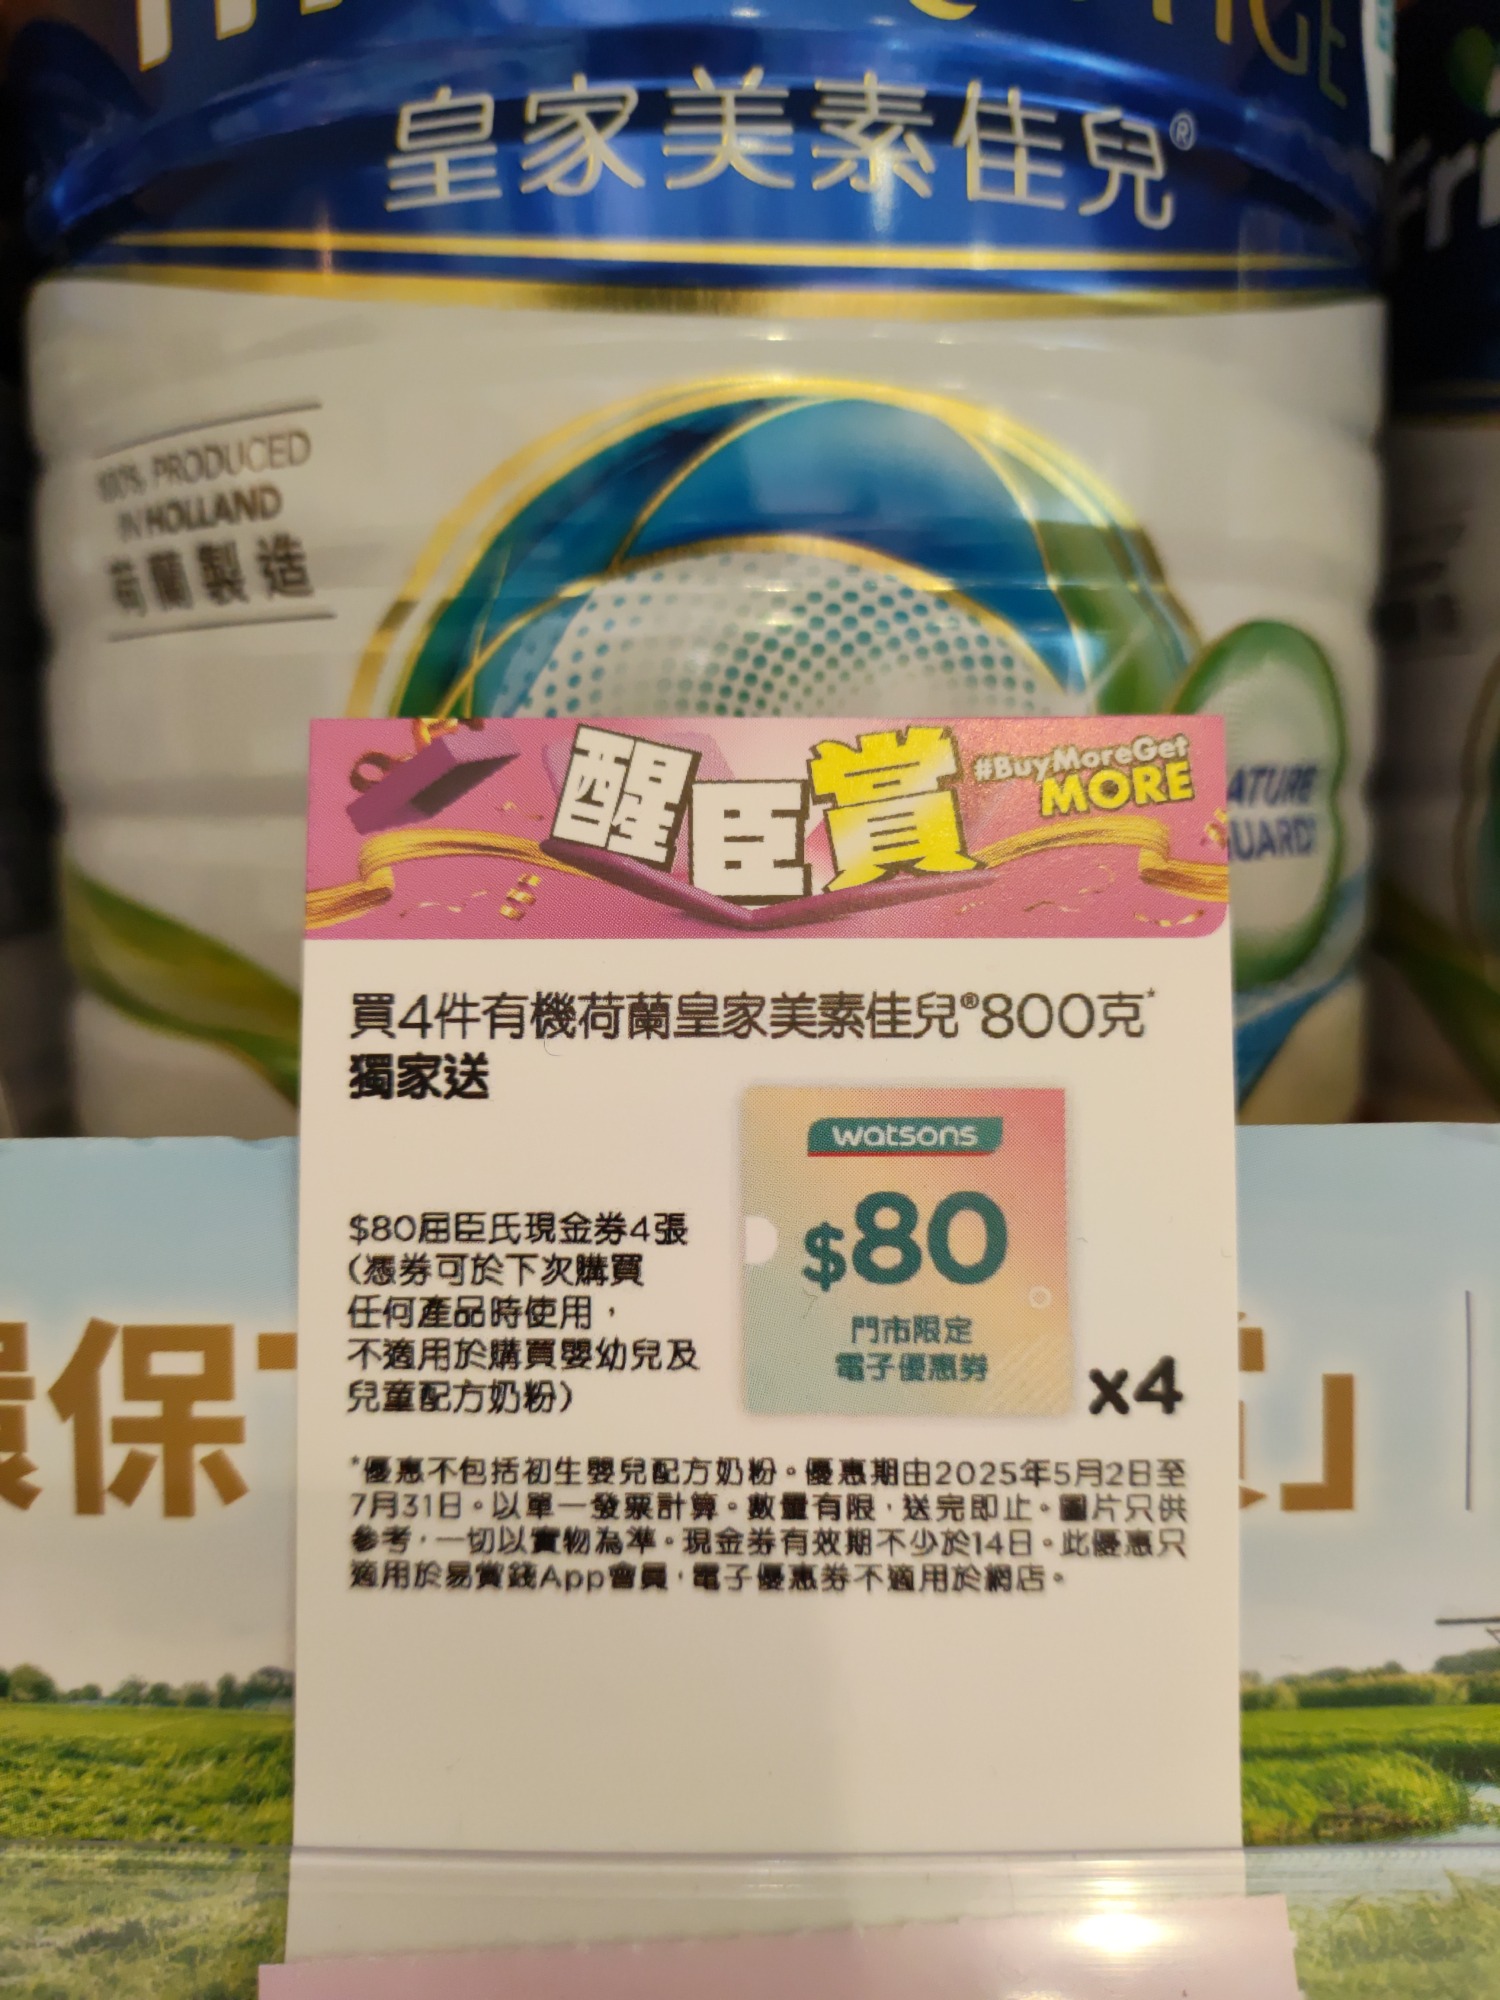 皇家美素佳兒®
100% PRODUCED
IN HOLLAND
荷蘭製造
醒臣賞
#BuyMoreGet
MORE
買4件有機荷蘭皇家美素佳兒®800克*
獨家送
watsons
$80
門市限定
電子優惠券
x4
$80屈臣氏現金券4張
(憑券可於下次購買
任何產品時使用，
不適用於購買嬰幼兒及
兒童配方奶粉)
*優惠不包括初生嬰兒配方奶粉。優惠期由2025年5月2日至
7月31日。以單一發票計算。數量有限，送完即止。圖片只供
參考，一切以實物為準。現金券有效期不少於14日。此優惠只
適用於易賞錢App會員，電子優惠券不適用於網店。
環保